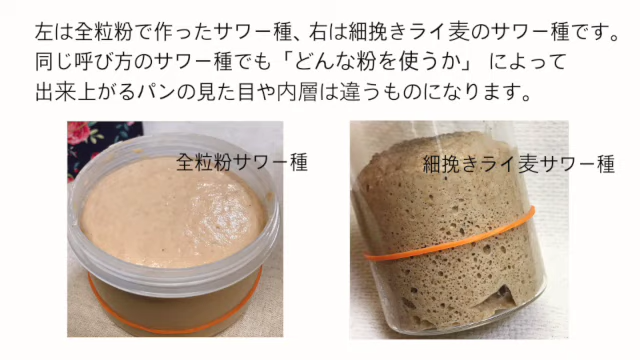 左は全粒粉で作ったサワー種、右は細挽きライ麦のサワー種です。
同じ呼び方のサワー種でも「どんな粉を使うか」 によって
出来上がるパンの見た目や内層は違うものになります。
全粒粉サワー種
細挽きライ麦サワー種